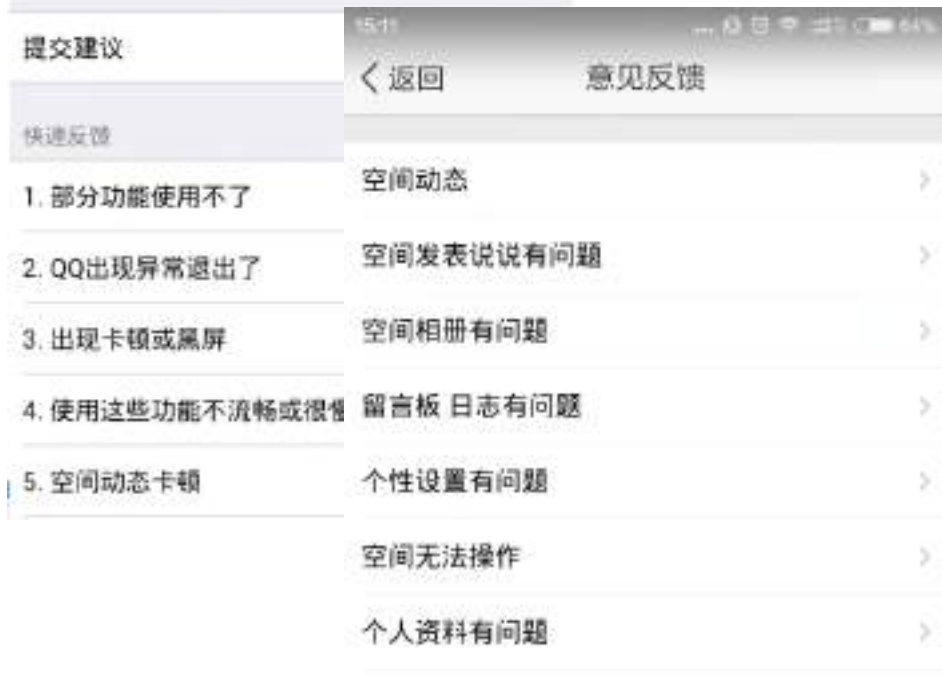 提交建议
快速反馈
1. 部分功能使用不了
2. QQ出现异常退出了
3. 出现卡顿或黑屏
4. 使用这些功能不流畅或很慢
5. 空间动态卡顿
15:11
64%
返回
意见反馈
空间动态
空间发表说说有问题
空间相册有问题
留言板 日志有问题
个性设置有问题
空间无法操作
个人资料有问题